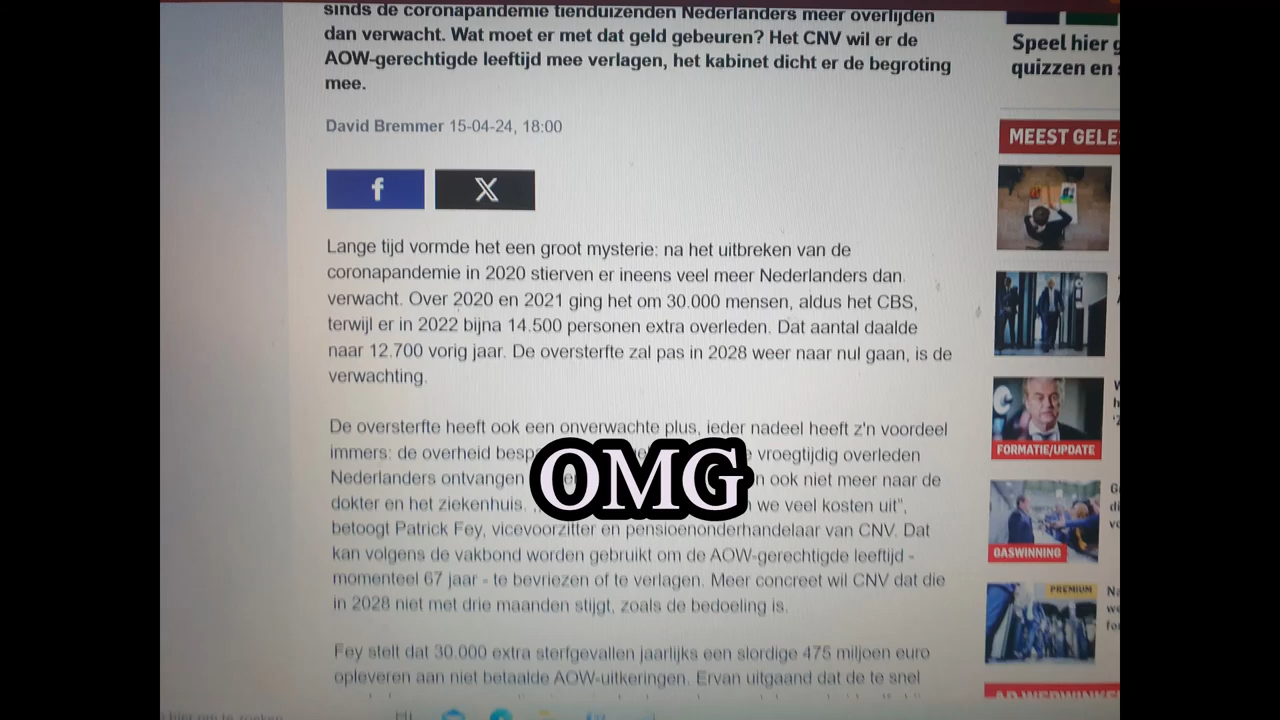 sinds de coronapandemie tienduizenden Nederlanders meer overlijden
dan verwacht. Wat moet er met dat geld gebeuren? Het CNV wil er de
AOW-gerechtigde leeftijd mee verlagen, het kabinet dicht er de begroting
mee.
David Bremmer 15-04-24, 18:00
f X
Lange tijd vormde het een groot mysterie: na het uitbreken van de
coronapandemie in 2020 stierven er ineens veel meer Nederlanders dan
verwacht. Over 2020 en 2021 ging het om 30.000 mensen, aldus het CBS,
terwijl er in 2022 bijna 14.500 personen extra overleden. Dat aantal daalde
naar 12.700 vorig jaar. De oversterfte zal pas in 2028 weer naar nul gaan, is de
verwachting.
De oversterfte heeft ook een onverwachte plus, ieder nadeel heeft z'n voordeel
immers: de overheid vroegtijdig overleden
Nederlanders ontvangen ook niet meer naar de
dokter en het ziekenhuis. we veel kosten uit",
OMG
betoogt Patrick Fey, vicevoorzitter en pensioenonderhandelaar van CNV. Dat
kan volgens de vakbond worden gebruikt om de AOW-gerechtigde leeftijd -
momenteel 67 jaar - te bevriezen of te verlagen. Meer concreet wil CNV dat die
in 2028 niet met drie maanden stijgt, zoals de bedoeling is.
Fey stelt dat 30.000 extra sterfgevallen jaarlijks een slordige 475 miljoen euro
opleveren aan niet betaalde AOW-uitkeringen. Ervan uitgaand dat de te snel
Speel hier
quizzen en
MEEST GELE
FORMATIE/UPDATE
GASWINNING
PREMIUM